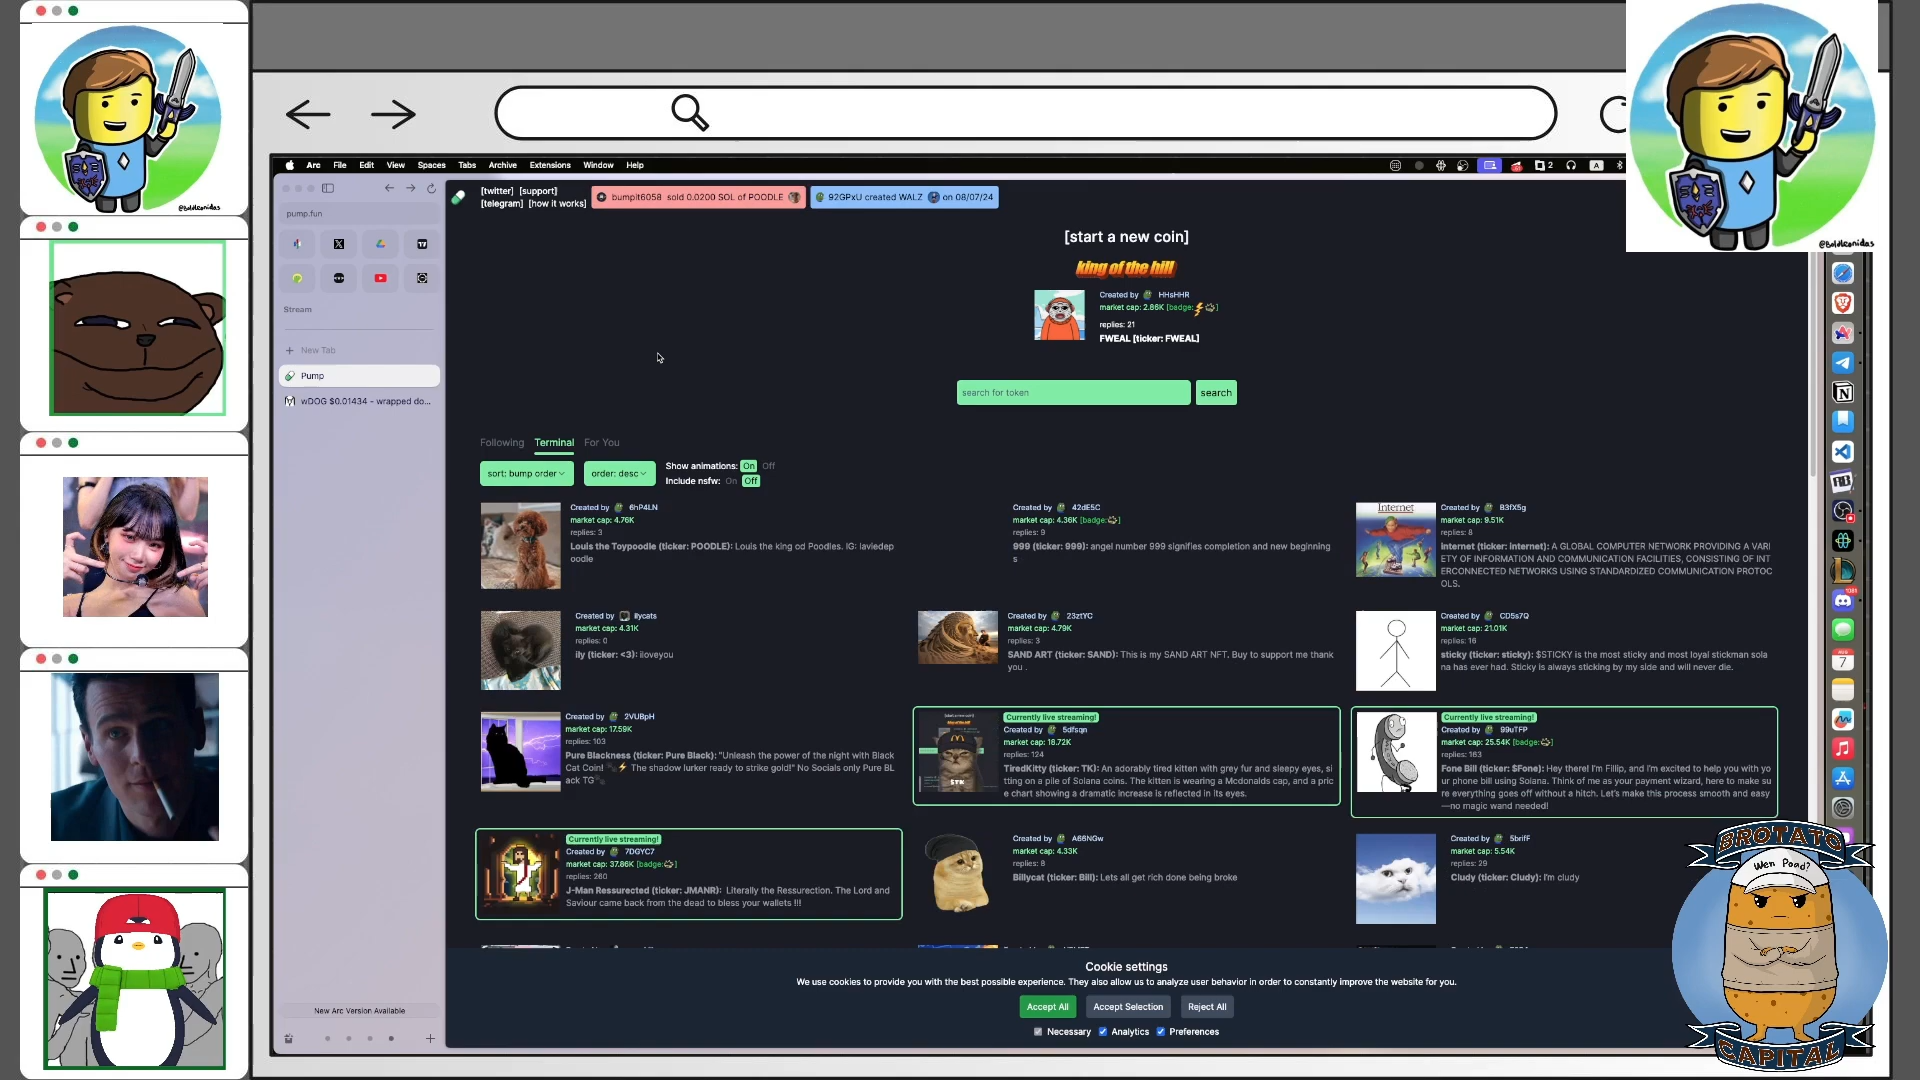 @Boldleonidas
@Boldleonidas
Arc File Edit View Spaces Tabs Archive Extensions Window Help
2
A
pump.fun
Stream
New Tab
Pump
wDOG $0.01434 - wrapped do...
New Arc Version Available
[twitter] [support]
[telegram] [how it works]
bumpit6058 sold 0.0200 SOL of POODLE
92GPxU created WALZ on 08/07/24
[start a new coin]
king of the hill
Created by HHsHHR
market cap: 2.86K [badge: ]
replies: 21
FWEAL [ticker: FWEAL]
search for token
search
Following Terminal For You
sort: bump order
order: desc
Show animations: On Off
Include nsfw: On Off
Created by 6hP4LN
market cap: 4.76K
replies: 3
Louis the Toypoodle (ticker: POODLE): Louis the king od Poodles. IG: laviedep
oodle
Created by 42dE5C
market cap: 4.36K [badge: ]
replies: 9
999 (ticker: 999): angel number 999 signifies completion and new beginning
s
Internet
Created by B3fX5g
market cap: 9.51K
replies: 8
internet (ticker: internet): A GLOBAL COMPUTER NETWORK PROVIDING A VARI
ETY OF INFORMATION AND COMMUNICATION FACILITIES, CONSISTING OF INT
ERCONNECTED NETWORKS USING STANDARDIZED COMMUNICATION PROTOC
OLS.
Created by ilycats
market cap: 4.31K
replies: 0
ily (ticker: <3): iloveyou
Created by 23ztYC
market cap: 4.79K
replies: 3
SAND ART (ticker: SAND): This is my SAND ART NFT. Buy to support me thank
you .
Created by CD5s7Q
market cap: 21.01K
replies: 16
sticky (ticker: sticky): $STICKY is the most sticky and most loyal stickman sola
na has ever had. Sticky is always sticking by my side and will never die.
Created by 2VUBpH
market cap: 17.59K
replies: 103
Pure Blackness (ticker: Pure Black): "Unleash the power of the night with Black
Cat Coin! The shadow lurker ready to strike gold!" No Socials only Pure BL
ack TG
Currently live streaming!
Created by 5dfsqn
market cap: 18.72K
replies: 124
TiredKitty (ticker: TK): An adorably tired kitten with grey fur and sleepy eyes, si
tting on a pile of Solana coins. The kitten is wearing a Mcdonalds cap, and a pric
e chart showing a dramatic increase is reflected in its eyes.
$TK
Currently live streaming!
Created by 99uTFP
market cap: 25.54K [badge: ]
replies: 163
Fone Bill (ticker: $Fone): Hey there! I'm Fillip, and I'm excited to help you with yo
ur phone bill using Solana. Think of me as your payment wizard, here to make su
re everything goes off without a hitch. Let's make this process smooth and easy
—no magic wand needed!
Currently live streaming!
Created by 7DGYC7
market cap: 37.86K [badge: ]
replies: 260
J-Man Ressurected (ticker: JMANR): Literally the Ressurection. The Lord and
Saviour came back from the dead to bless your wallets !!!
Created by A66NGw
market cap: 4.33K
replies: 8
Billycat (ticker: Bill): Lets all get rich done being broke
Created by 5brifF
market cap: 5.54K
replies: 29
Cludy (ticker: Cludy): I'm cludy
Cookie settings
We use cookies to provide you with the best possible experience. They also allow us to analyze user behavior in order to constantly improve the website for you.
Accept All Accept Selection Reject All
Necessary Analytics Preferences
7
BROTATO
Wen Poad?
CAPITAL